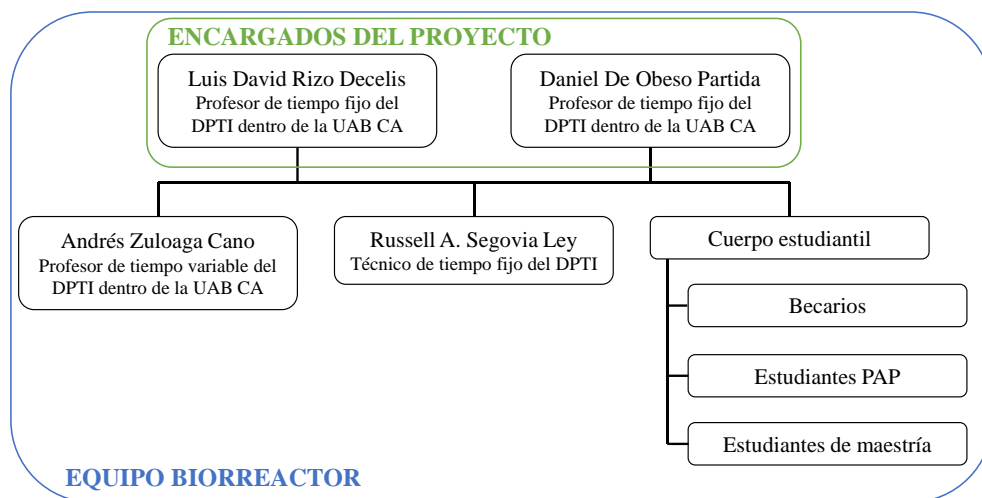 ENCARGADOS DEL PROYECTO
Luis David Rizo Decelis
Profesor de tiempo fijo del
DPTI dentro de la UAB CA
Daniel De Obeso Partida
Profesor de tiempo fijo del
DPTI dentro de la UAB CA
Andrés Zuloaga Cano
Profesor de tiempo variable del
DPTI dentro de la UAB CA
Russell A. Segovia Ley
Técnico de tiempo fijo del DPTI
Cuerpo estudiantil
Becarios
Estudiantes PAP
Estudiantes de maestría
EQUIPO BIORREACTOR